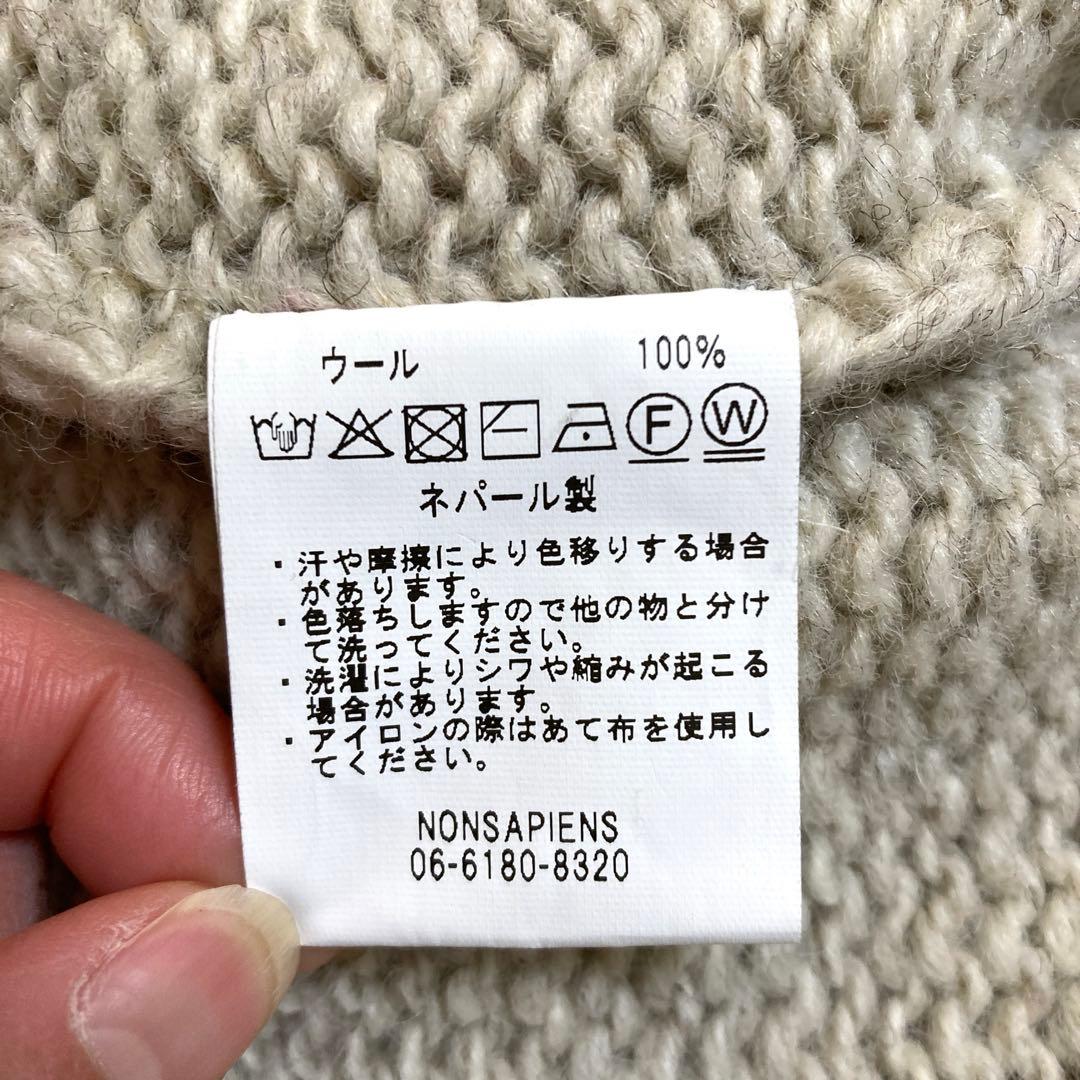 ウール 100%
F W
ネパール製
・汗や摩擦により色移りする場合
があります。
・色落ちしますので他の物と分け
て洗ってください。
・洗濯によりシワや縮みが起こる
場合があります。
・アイロンの際はあて布を使用し
てください。
NONSAPIENS
06-6180-8320